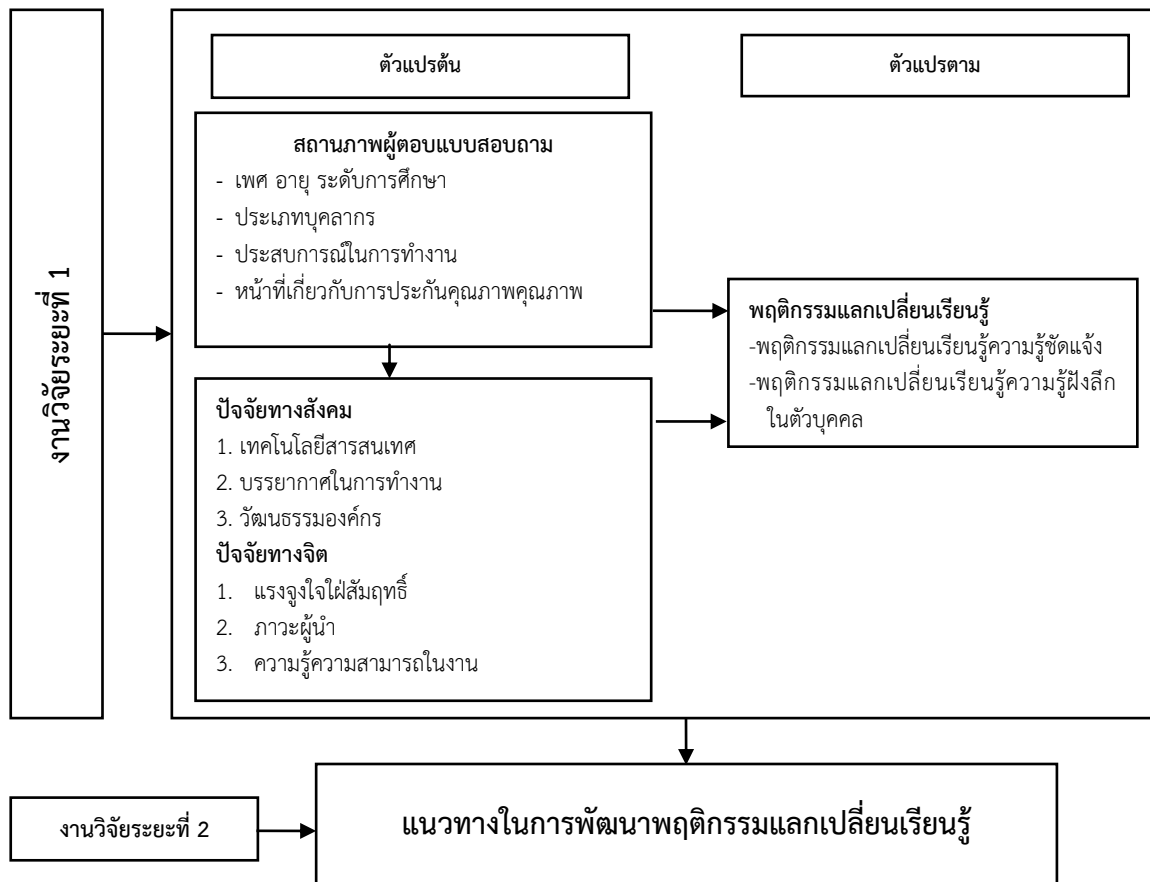 งานวิจัยระยะที่ 1
ตัวแปรต้น
ตัวแปรตาม
สถานภาพผู้ตอบแบบสอบถาม
- เพศ อายุ ระดับการศึกษา
- ประเภทบุคลากร
- ประสบการณ์ในการทำงาน
- หน้าที่เกี่ยวกับการประกันคุณภาพคุณภาพ
พฤติกรรมแลกเปลี่ยนเรียนรู้
-พฤติกรรมแลกเปลี่ยนเรียนรู้ความรู้ชัดแจ้ง
-พฤติกรรมแลกเปลี่ยนเรียนรู้ความรู้ฝังลึก
ในตัวบุคคล
ปัจจัยทางสังคม
1. เทคโนโลยีสารสนเทศ
2. บรรยากาศในการทำงาน
3. วัฒนธรรมองค์กร
ปัจจัยทางจิต
1. แรงจูงใจใฝ่สัมฤทธิ์
2. ภาวะผู้นำ
3. ความรู้ความสามารถในงาน
งานวิจัยระยะที่ 2
แนวทางในการพัฒนาพฤติกรรมแลกเปลี่ยนเรียนรู้